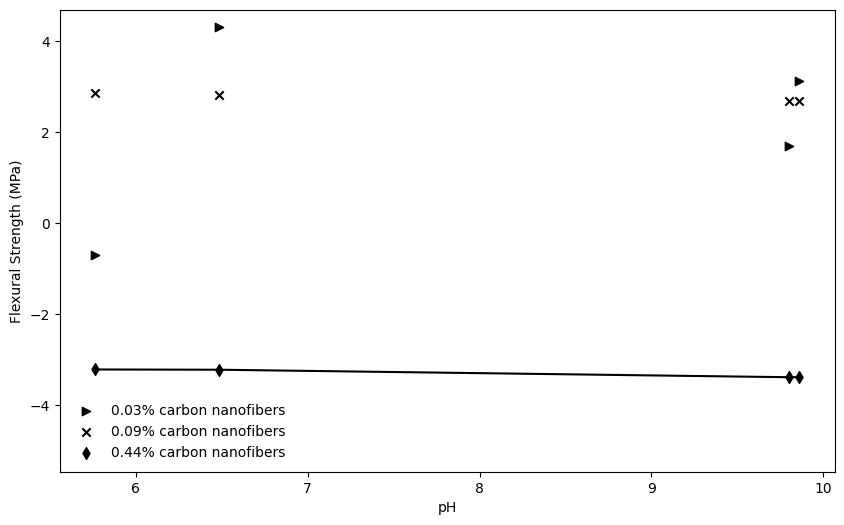 4
2
0
−2
−4
Flexural Strength (MPa)
0.03% carbon nanofibers
0.09% carbon nanofibers
0.44% carbon nanofibers
6 7 8 9 10
pH